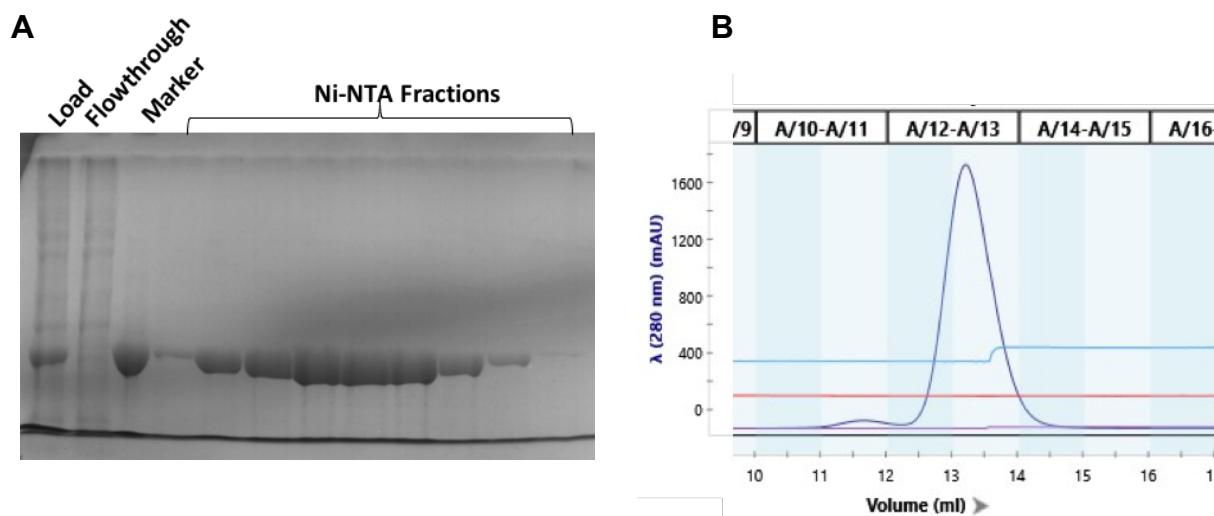 A
Load
Flowthrough
Marker
Ni-NTA Fractions
B
/9 A/10-A/11 A/12-A/13 A/14-A/15 A/16-
λ (280 nm) (mAU)
1600
1200
800
400
0
10 11 12 13 14 15 16 1
Volume (ml)